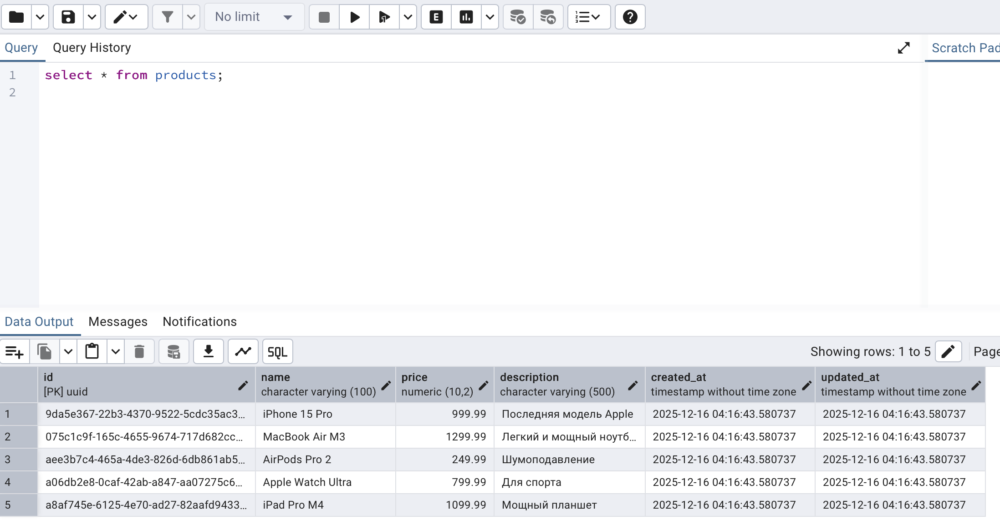 No limit
E
?
Query Query History Scratch Pad
1 select * from products;
2
Data Output Messages Notifications
SQL Showing rows: 1 to 5 Page
id name price description created_at updated_at
[PK] uuid character varying (100) numeric (10,2) character varying (500) timestamp without time zone timestamp without time zone
1 9da5e367-22b3-4370-9522-5cdc35ac3... iPhone 15 Pro 999.99 Последняя модель Apple 2025-12-16 04:16:43.580737 2025-12-16 04:16:43.580737
2 075c1c9f-165c-4655-9674-717d682cc... MacBook Air M3 1299.99 Легкий и мощный ноутб... 2025-12-16 04:16:43.580737 2025-12-16 04:16:43.580737
3 aee3b7c4-465a-4de3-826d-6db861ab5... AirPods Pro 2 249.99 Шумоподавление 2025-12-16 04:16:43.580737 2025-12-16 04:16:43.580737
4 a06db2e8-0caf-42ab-a847-aa07275c6... Apple Watch Ultra 799.99 Для спорта 2025-12-16 04:16:43.580737 2025-12-16 04:16:43.580737
5 a8af745e-6125-4e70-ad27-82aafd9433... iPad Pro M4 1099.99 Мощный планшет 2025-12-16 04:16:43.580737 2025-12-16 04:16:43.580737